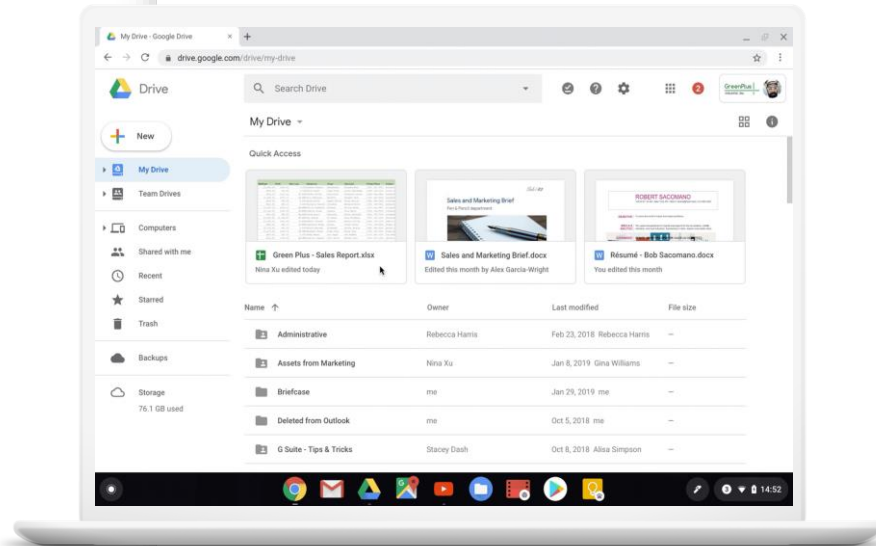 My Drive - Google Drive
drive.google.com/drive/my-drive
Drive
Search Drive
2
GreenPlus
New
My Drive
Quick Access
My Drive
Team Drives
Computers
Shared with me
Recent
Starred
Trash
Backups
Storage
76.1 GB used
Sales and Marketing Brief
Pen & Pencil Department
ROBERT SACOMANO
Green Plus - Sales Report.xlsx
Nina Xu edited today
Sales and Marketing Brief.docx
Edited this month by Alex Garcia-Wright
Résumé - Bob Sacomano.docx
You edited this month
Name Owner Last modified File size
Administrative Rebecca Harris Feb 23, 2018 Rebecca Harris –
Assets from Marketing Nina Xu Jan 8, 2019 Gina Williams –
Briefcase me Jan 29, 2019 me –
Deleted from Outlook me Oct 5, 2018 me –
G Suite - Tips & Tricks Stacey Dash Oct 8, 2018 Alisa Simpson –
3 14:52